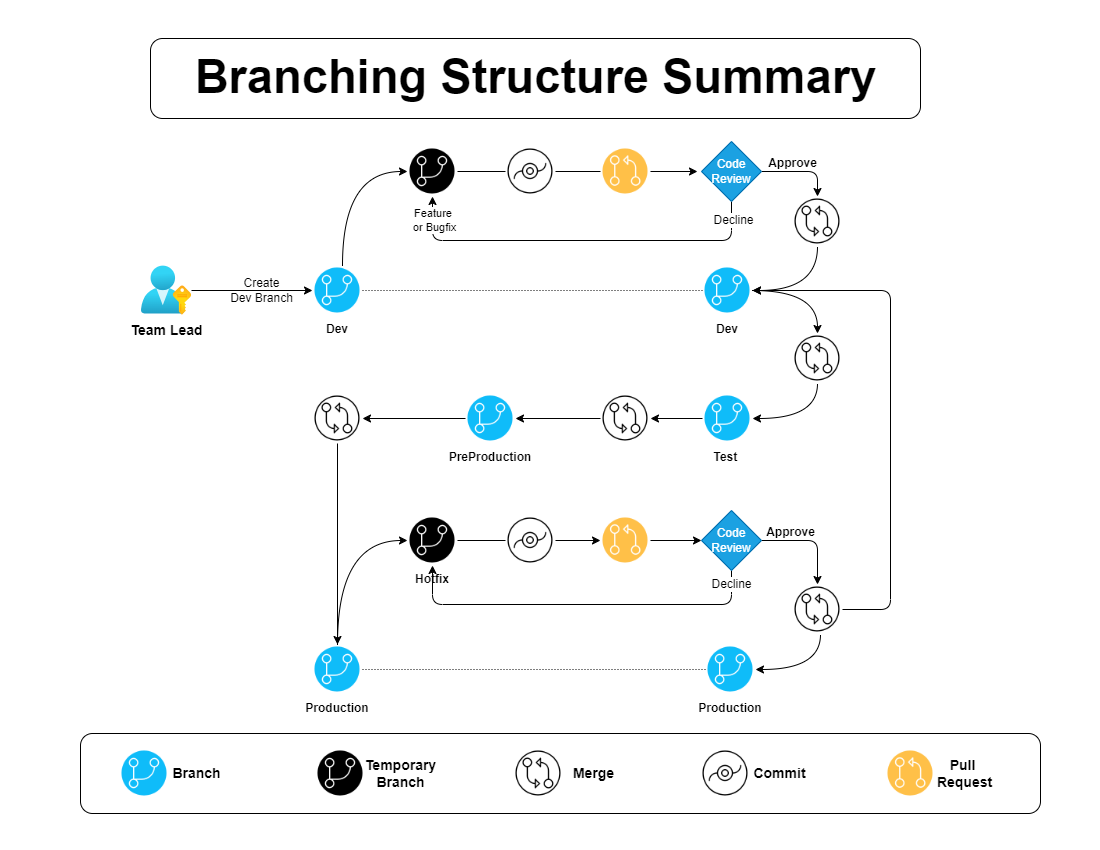 Branching Structure Summary
Code
Review
Approve
Feature
or Bugfix
Decline
Create
Dev Branch
Team Lead
Dev
Dev
PreProduction
Test
Code
Review
Approve
Hotfix
Decline
Production
Production
Branch
Temporary
Branch
Merge
Commit
Pull
Request